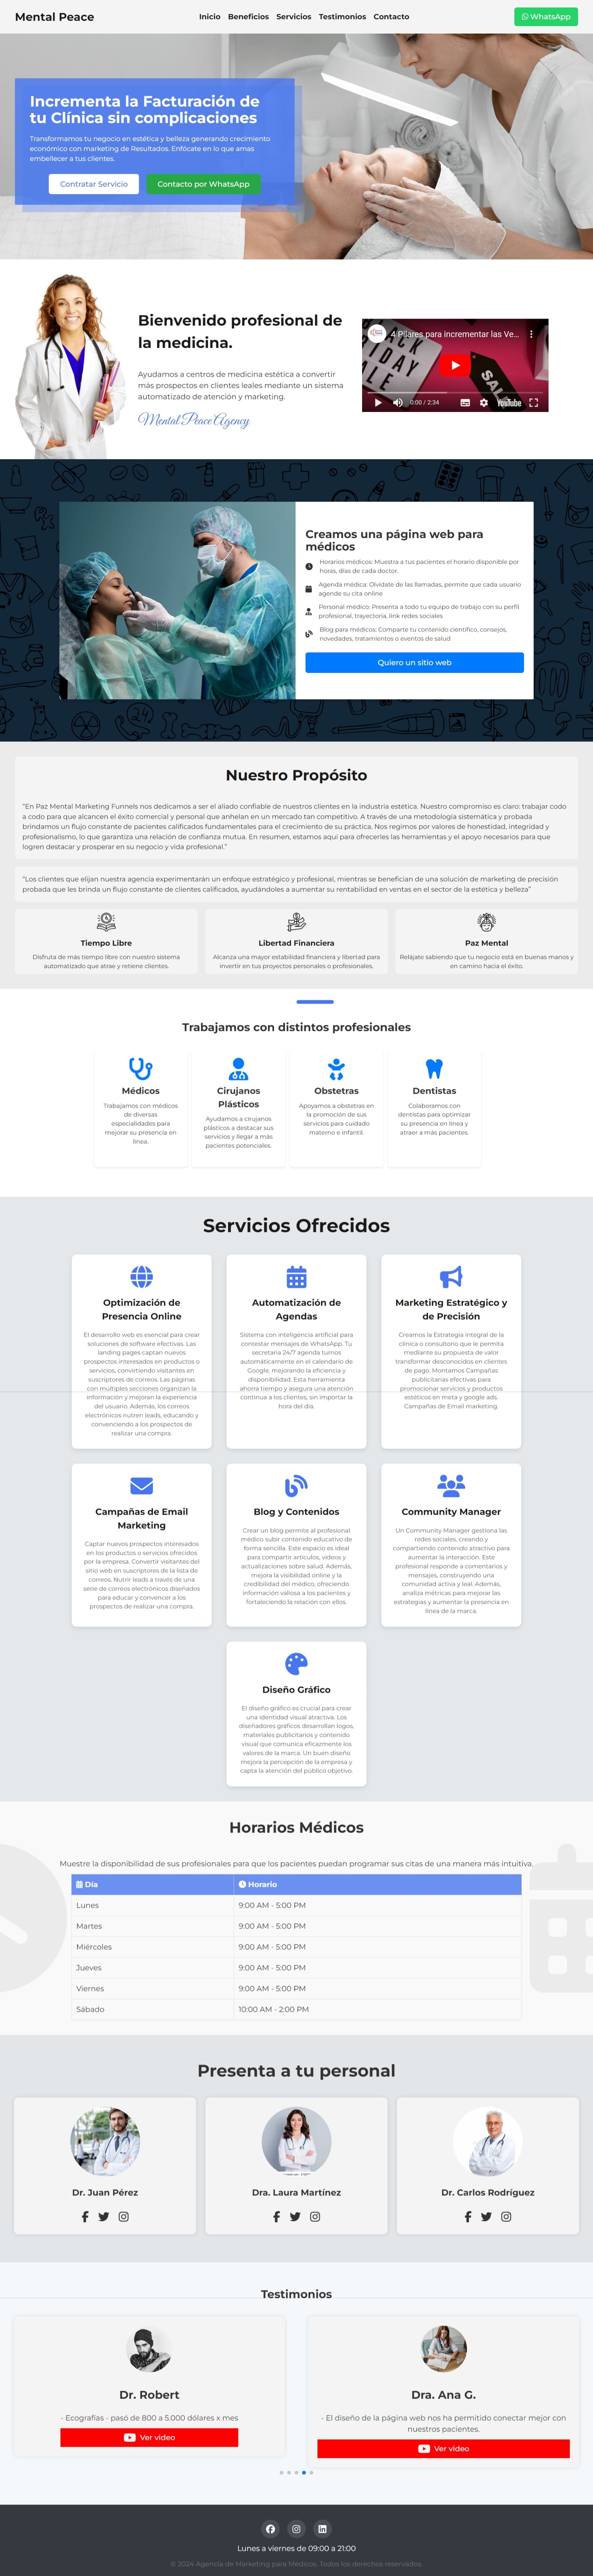 Mental Peace
Inicio Beneficios Servicios Testimonios Contacto
WhatsApp
Incrementa la Facturación de
tu Clínica sin complicaciones
Transformamos tu negocio en estética y belleza generando crecimiento
económico con marketing de Resultados. Enfócate en lo que amas
embellecer a tus clientes.
Contratar Servicio
Contacto por WhatsApp
Bienvenido profesional de
la medicina.
Ayudamos a centros de medicina estética a convertir
más prospectos en clientes leales mediante un sistema
automatizado de atención y marketing.
Mental Peace Agency
4 Pilares para incrementar las Ve...
0:00 / 2:34
YouTube
Creamos una página web para
médicos
Horarios médicos: Muestra a tus pacientes el horario disponible por
horas, días de cada doctor.
Agenda médica: Olvídate de las llamadas, permite que cada usuario
agende su cita online
Personal médico: Presenta a todo tu equipo de trabajo con su perfil
profesional, trayectoria, link redes sociales
Blog para médicos: Comparte tu contenido científico, consejos,
novedades, tratamientos o eventos de salud
Quiero un sitio web
Nuestro Propósito
"En Paz Mental Marketing Funnels nos dedicamos a ser el aliado confiable de nuestros clientes en la industria estética. Nuestro compromiso es claro: trabajar codo
a codo para que alcancen el éxito comercial y personal que anhelan en un mercado tan competitivo. A través de una metodología sistemática y probada
brindamos un flujo constante de pacientes calificados fundamentales para el crecimiento de su práctica. Nos regimos por valores de honestidad, integridad y
profesionalismo, lo que garantiza una relación de confianza mutua. En resumen, estamos aquí para ofrecerles las herramientas y el apoyo necesario para que
logren destacar y prosperar en su negocio y vida profesional."
"Los clientes que elijan nuestra agencia experimentarán un enfoque estratégico y profesional, mientras se benefician de una solución de marketing de precisión
probada que les brinda un flujo constante de clientes calificados, ayudándoles a aumentar su rentabilidad en ventas en el sector de la estética y belleza"
Tiempo Libre
Disfruta de más tiempo libre con nuestro sistema
automatizado que atrae y retiene clientes.
Libertad Financiera
Alcanza una mayor estabilidad financiera y libertad para
invertir en tus proyectos personales o profesionales.
Paz Mental
Relájate sabiendo que tu negocio está en buenas manos y
en camino hacia el éxito.
Trabajamos con distintos profesionales
Médicos
Trabajamos con médicos
de diversas
especialidades para
mejorar su presencia en
línea.
Cirujanos
Plásticos
Ayudamos a cirujanos
plásticos a destacar sus
servicios y llegar a más
pacientes potenciales.
Obstetras
Apoyamos a obstetras en
la promoción de sus
servicios para cuidado
materno e infantil.
Dentistas
Colaboramos con
dentistas para optimizar
su presencia en línea y
atraer a más pacientes.
Servicios Ofrecidos
Optimización de
Presencia Online
El desarrollo web es esencial para crear
soluciones de software efectivas. Las
landing pages captan nuevos
prospectos interesados en productos o
servicios, convirtiendo visitantes en
suscriptores de correos. Las páginas
con múltiples secciones organizan la
información y mejoran la experiencia
del usuario. Además, los correos
electrónicos nutren leads, educando y
convenciendo a los prospectos de
realizar una compra.
Automatización de
Agendas
Sistema con inteligencia artificial para
contestar mensajes de WhatsApp. Tu
secretaria 24/7 agenda turnos
automáticamente en el calendario de
Google, mejorando la eficiencia y
disponibilidad. Esta herramienta
ahorra tiempo y asegura una atención
continua a los clientes, sin importar la
hora del día.
Marketing Estratégico y
de Precisión
Creamos la Estrategia integral de la
clínica o consultorio que le permita
mediante su propuesta de valor
transformar desconocidos en clientes
de pago. Montamos Campañas
publicitarias efectivas para
promocionar servicios y productos
estéticos en meta y google ads.
Campañas de Email marketing.
Campañas de Email
Marketing
Captar nuevos prospectos interesados
en los productos o servicios ofrecidos
por la empresa. Convertir visitantes del
sitio web en suscriptores de la lista de
correos. Nutrir leads a través de una
serie de correos electrónicos diseñados
para educar y convencer a los
prospectos de realizar una compra.
Blog y Contenidos
Crear un blog permite al profesional
médico subir contenido educativo de
forma sencilla. Este espacio es ideal
para compartir artículos, videos y
actualizaciones sobre salud. Además,
mejora la visibilidad online y la
credibilidad del médico, ofreciendo
información valiosa a los pacientes y
fortaleciendo la relación con ellos.
Community Manager
Un Community Manager gestiona las
redes sociales, creando y
compartiendo contenido atractivo para
aumentar la interacción. Este
profesional responde a comentarios y
mensajes, construyendo una
comunidad activa y leal. Además,
analiza métricas para mejorar las
estrategias y aumentar la presencia en
línea de la marca.
Diseño Gráfico
El diseño gráfico es crucial para crear
una identidad visual atractiva. Los
diseñadores gráficos desarrollan logos,
materiales publicitarios y contenido
visual que comunica eficazmente los
valores de la marca. Un buen diseño
mejora la percepción de la empresa y
capta la atención del público objetivo.
Horarios Médicos
Muestre la disponibilidad de sus profesionales para que los pacientes puedan programar sus citas de una manera más intuitiva.
Día Horario
Lunes 9:00 AM - 5:00 PM
Martes 9:00 AM - 5:00 PM
Miércoles 9:00 AM - 5:00 PM
Jueves 9:00 AM - 5:00 PM
Viernes 9:00 AM - 5:00 PM
Sábado 10:00 AM - 2:00 PM
Presenta a tu personal
Dr. Juan Pérez
Dra. Laura Martínez
Dr. Carlos Rodríguez
Testimonios
Dr. Robert
- Ecografías - pasó de 800 a 5.000 dólares x mes
Ver video
Dra. Ana G.
- El diseño de la página web nos ha permitido conectar mejor con
nuestros pacientes.
Ver video
Lunes a viernes de 09:00 a 21:00
© 2024 Agencia de Marketing para Médicos. Todos los derechos reservados.